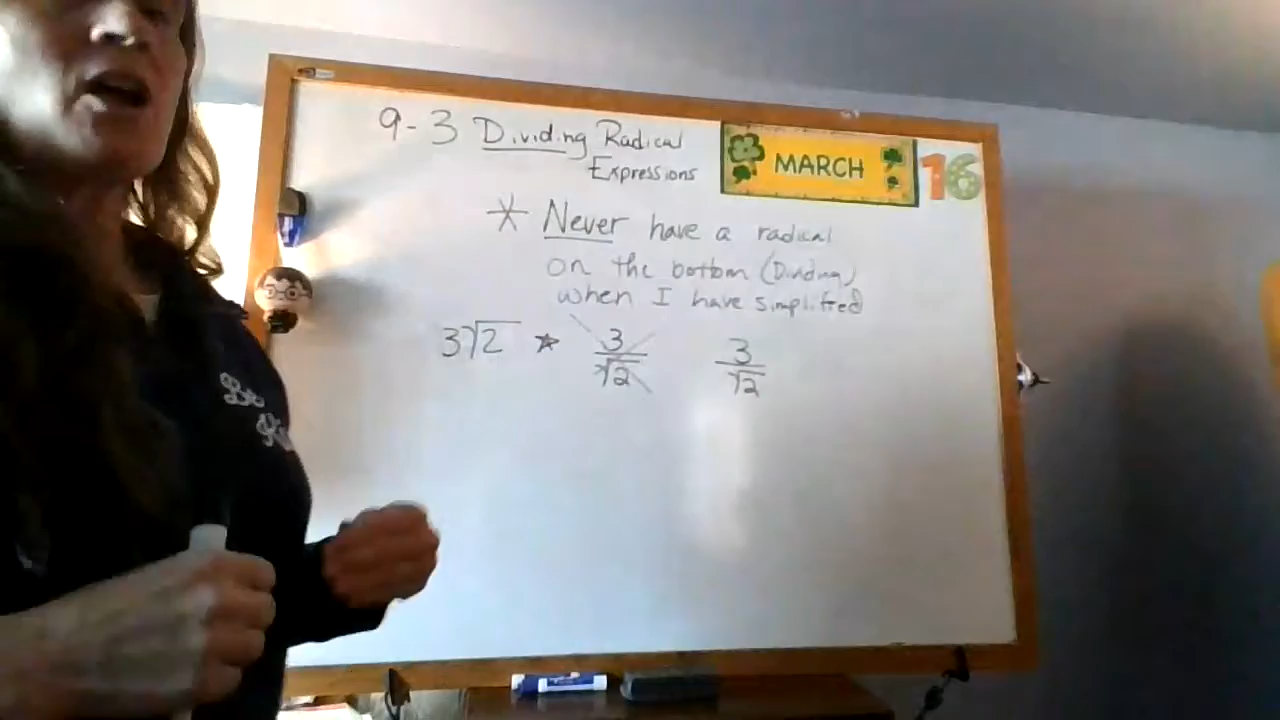 9-3 Dividing Radical
Expressions
MARCH 16
* Never have a radical
on the bottom (Dividing)
when I have simplified
3√2 ★ 3/√2 3/√2